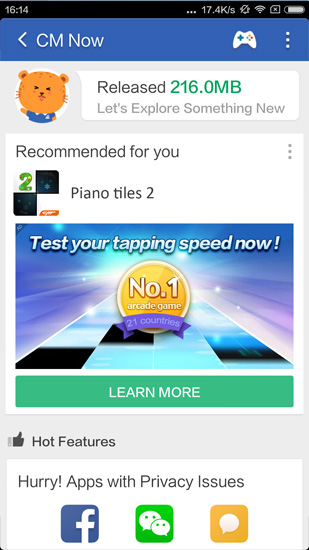 16:14
... 17.4K/s
CM Now
Released 216.0MB
Let's Explore Something New
Recommended for you
2
Piano tiles 2
Test your tapping speed now!
No.1
arcade game
21 countries
LEARN MORE
Hot Features
Hurry! Apps with Privacy Issues
f